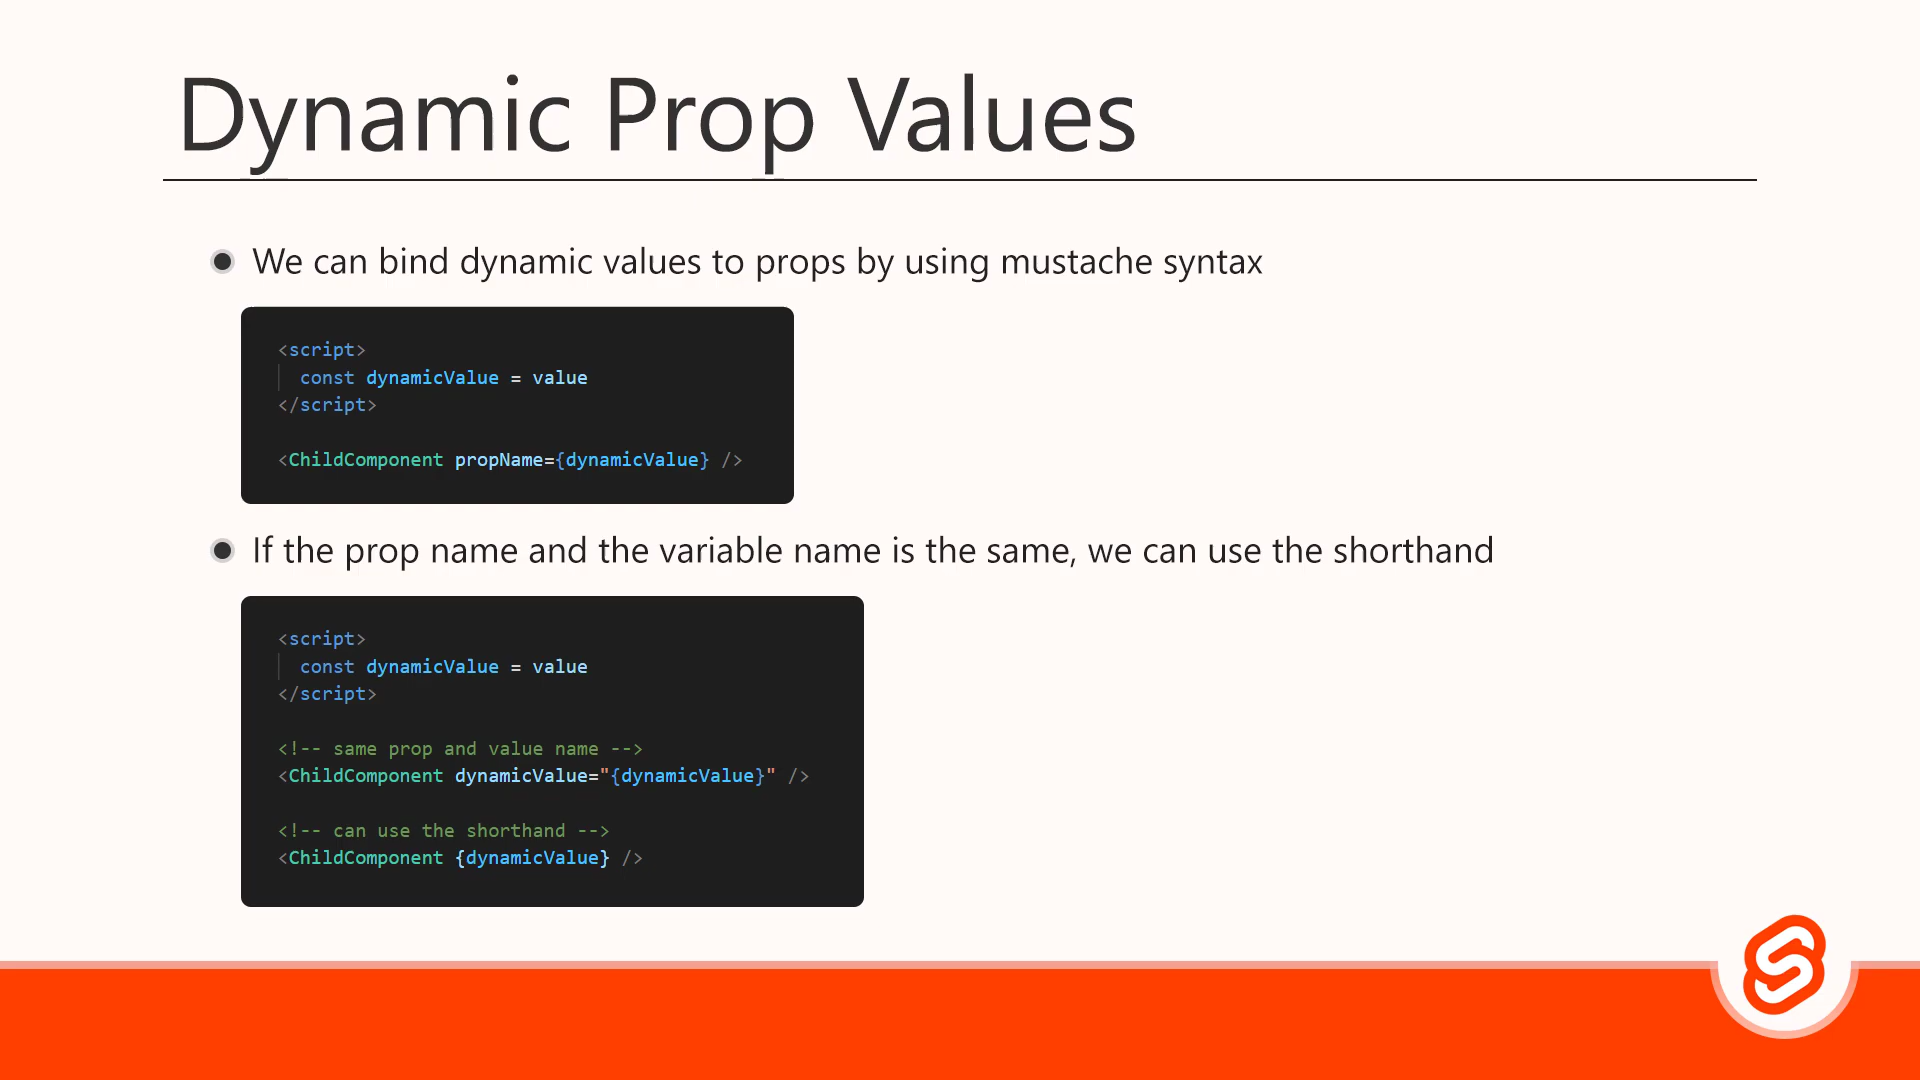 Dynamic Prop Values
We can bind dynamic values to props by using mustache syntax
<script>
const dynamicValue = value
</script>
<ChildComponent propName={dynamicValue} />
If the prop name and the variable name is the same, we can use the shorthand
<script>
const dynamicValue = value
</script>
<!-- same prop and value name -->
<ChildComponent dynamicValue="{dynamicValue}" />
<!-- can use the shorthand -->
<ChildComponent {dynamicValue} />